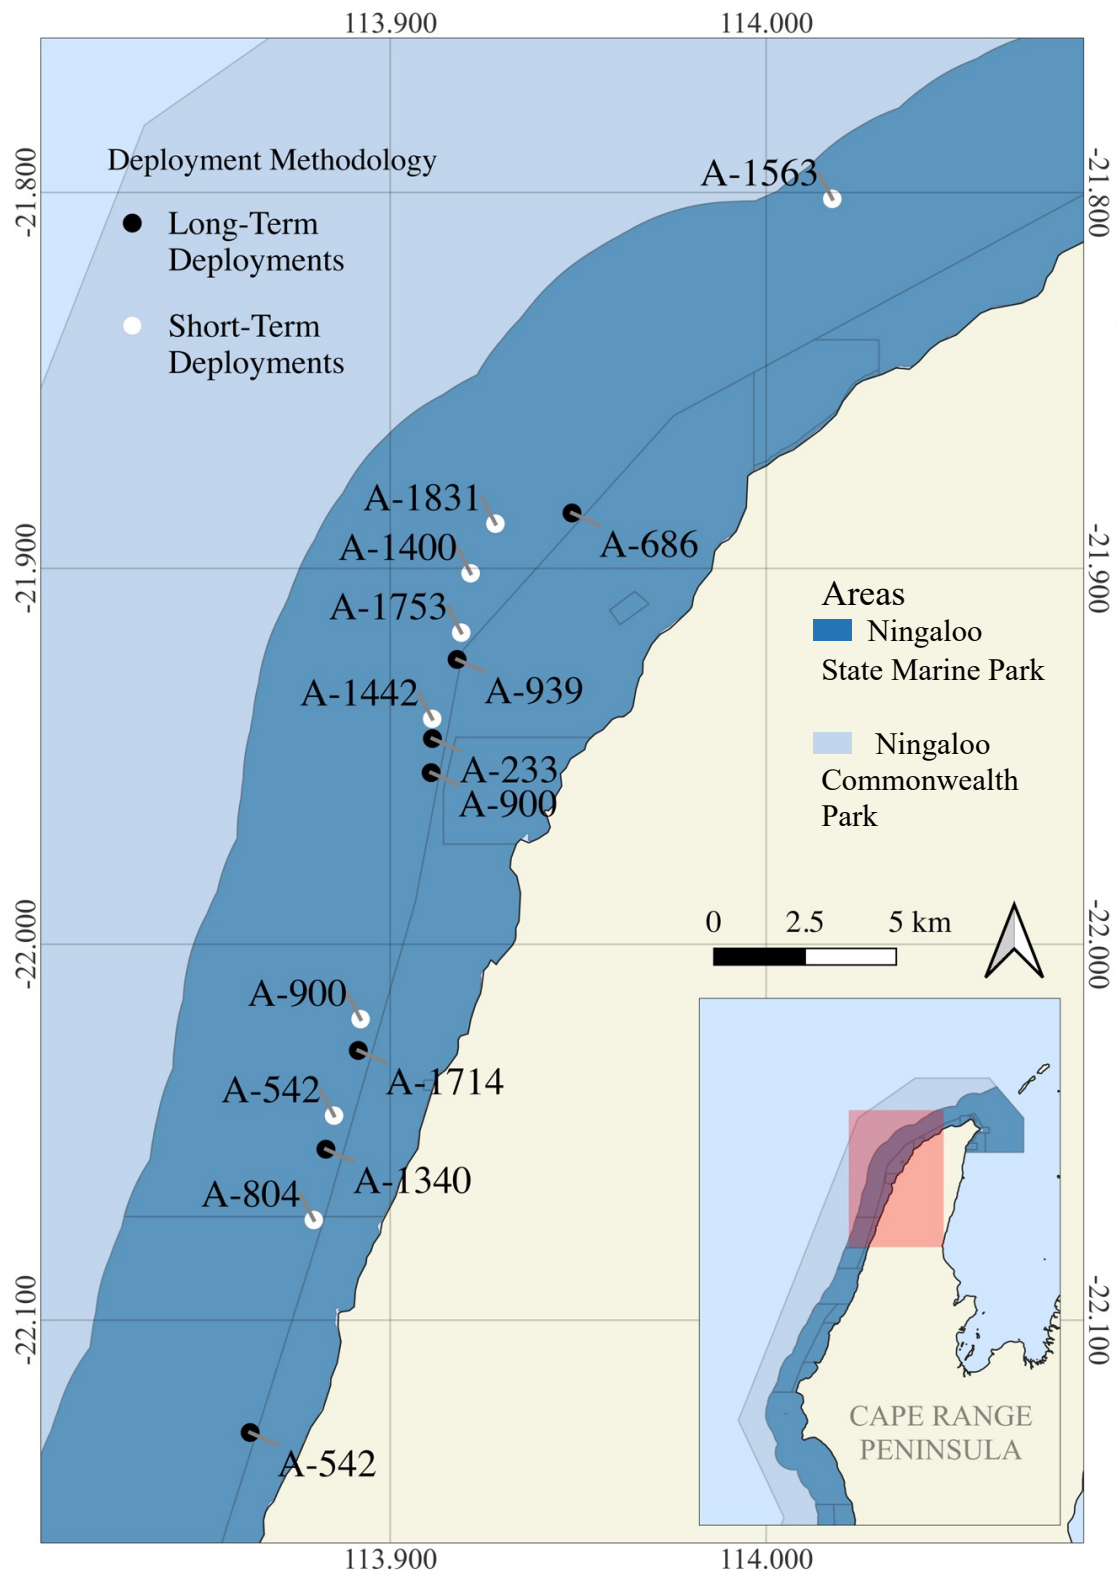 113.900
114.000
Deployment Methodology
A-1563
-21.800
-21.800
Long-Term
Deployments
Short-Term
Deployments
A-1831
A-686
A-1400
-21.900
-21.900
A-1753
Areas
Ningaloo
State Marine Park
A-939
A-1442
Ningaloo
Commonwealth
Park
A-233
A-900
0 2.5 5 km
-22.000
-22.000
A-900
A-1714
A-542
A-1340
A-804
-22.100
-22.100
CAPE RANGE
PENINSULA
A-542
113.900
114.000